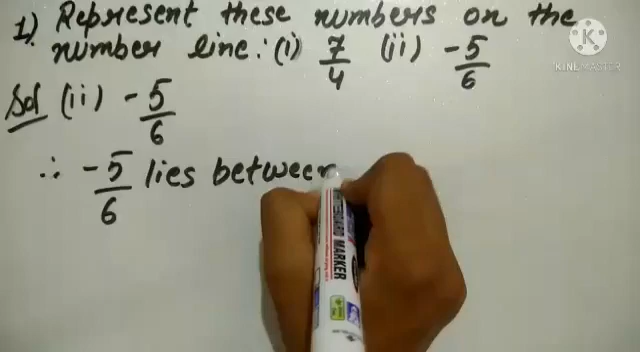 1). Represent these numbers on the
number line: (i) 7/4 (ii) -5/6
Sol (ii) -5/6
∴ -5/6 lies between
KINEMASTER
MARKER